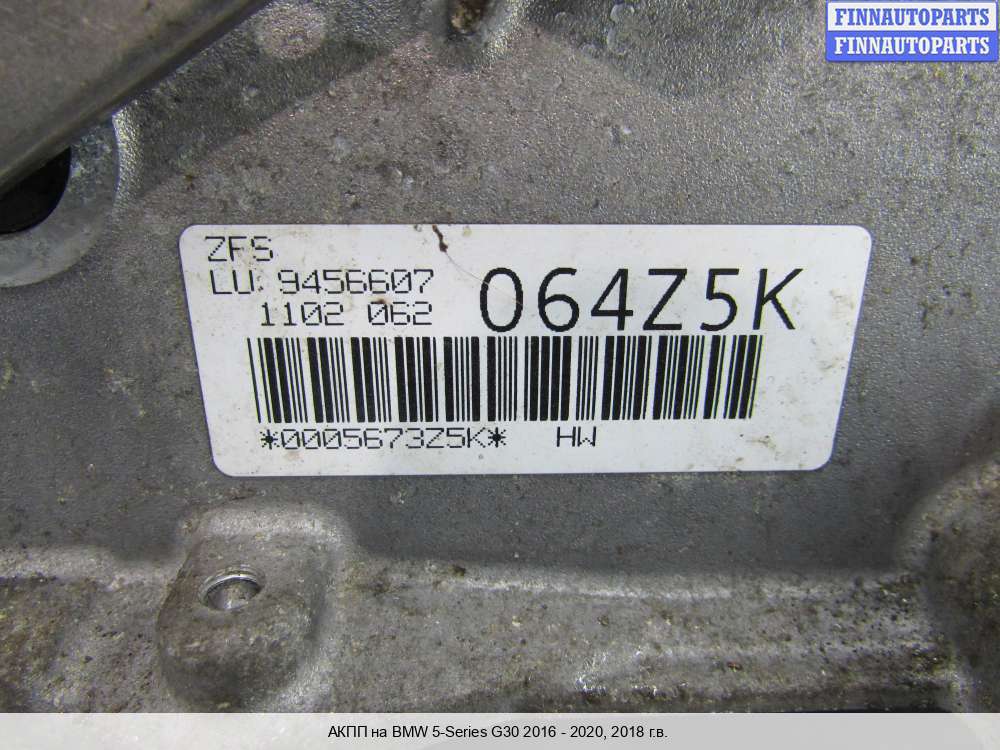 FINNAUTOPARTS
FINNAUTOPARTS
ZFS
LU: 9456607
1102 062
064Z5K
*0005673Z5K* HW
АКПП на BMW 5-Series G30 2016 - 2020, 2018 г.в.